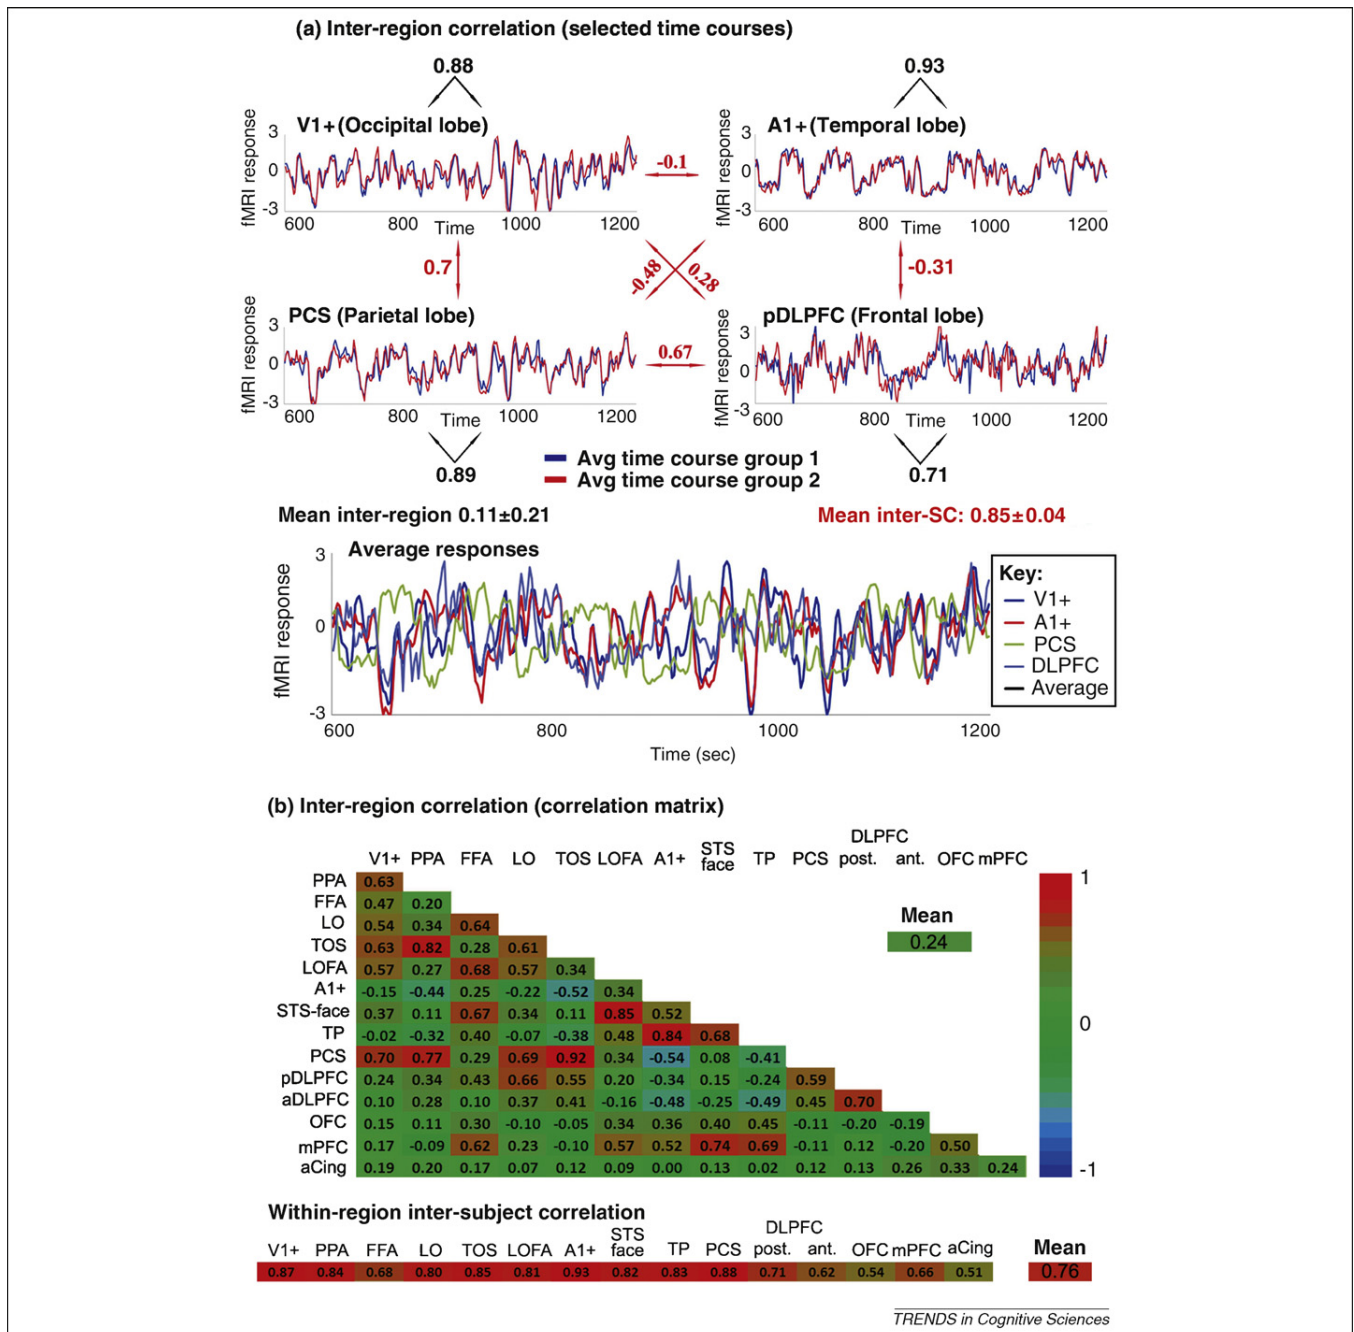 (a) Inter-region correlation (selected time courses)
0.88 0.93
V1+ (Occipital lobe) A1+ (Temporal lobe)
fMRI response 3 0 -3 600 800 Time 1000 1200
-0.1
fMRI response 3 0 -3 600 800 Time 1000 1200
0.7 -0.48 0.28 -0.31
PCS (Parietal lobe) pDLPFC (Frontal lobe)
fMRI response 3 0 -3 600 800 Time 1000 1200
0.67
fMRI response 3 0 -3 600 800 Time 1000 1200
0.89 0.71
Avg time course group 1
Avg time course group 2
Mean inter-region 0.11±0.21 Mean inter-SC: 0.85±0.04
Average responses
fMRI response
3
0
-3
600 800 1000 1200
Time (sec)
Key:
V1+
A1+
PCS
DLPFC
Average
(b) Inter-region correlation (correlation matrix)
DLPFC
V1+ PPA FFA LO TOS LOFA A1+ STS face TP PCS post. ant. OFC mPFC
PPA 0.63
FFA 0.47 0.20
LO 0.54 0.34 0.64
TOS 0.63 0.82 0.28 0.61
LOFA 0.57 0.27 0.68 0.57 0.34
A1+ -0.15 -0.44 0.25 -0.22 -0.52 0.34
STS-face 0.37 0.11 0.67 0.34 0.11 0.85 0.52
TP -0.02 -0.32 0.40 -0.07 -0.38 0.48 0.84 0.68
PCS 0.70 0.77 0.29 0.69 0.92 0.34 -0.54 0.08 -0.41
pDLPFC 0.24 0.34 0.43 0.66 0.55 0.20 -0.34 0.15 -0.24 0.59
aDLPFC 0.10 0.28 0.10 0.37 0.41 -0.16 -0.48 -0.25 -0.49 0.45 0.70
OFC 0.15 0.11 0.30 -0.10 -0.05 0.34 0.36 0.40 0.45 -0.11 -0.20 -0.19
mPFC 0.17 -0.09 0.62 0.23 -0.10 0.57 0.52 0.74 0.69 -0.11 0.12 -0.20 0.50
aCing 0.19 0.20 0.17 0.07 0.12 0.09 0.00 0.13 0.02 0.12 0.13 0.26 0.33 0.24
Mean
0.24
1
0
-1
Within-region inter-subject correlation
DLPFC
V1+ PPA FFA LO TOS LOFA A1+ STS face TP PCS post. ant. OFC mPFC aCing Mean
0.87 0.84 0.68 0.80 0.85 0.81 0.93 0.82 0.83 0.88 0.71 0.62 0.54 0.66 0.51 0.76
TRENDS in Cognitive Sciences